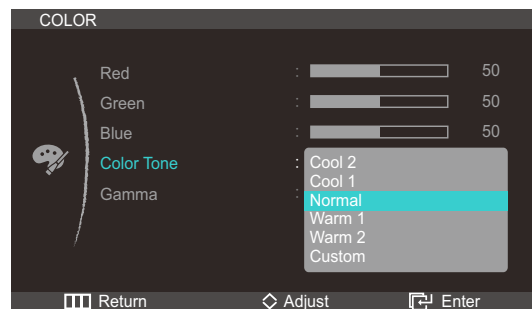 COLOR
Red : 50
Green : 50
Blue : 50
Color Tone : Cool 2
Cool 1
Gamma : Normal
Warm 1
Warm 2
Custom
Return Adjust Enter